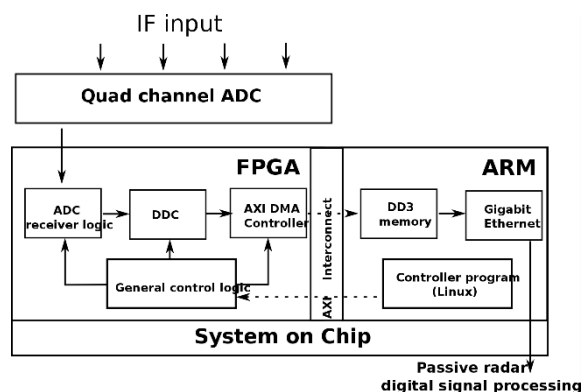 IF input
Quad channel ADC
FPGA
ARM
ADC
receiver logic
DDC
AXI DMA
Controller
AXI Interconnect
DD3
memory
Gigabit
Ethernet
General control logic
Controller program
(Linux)
System on Chip
Passive radar
digital signal processing